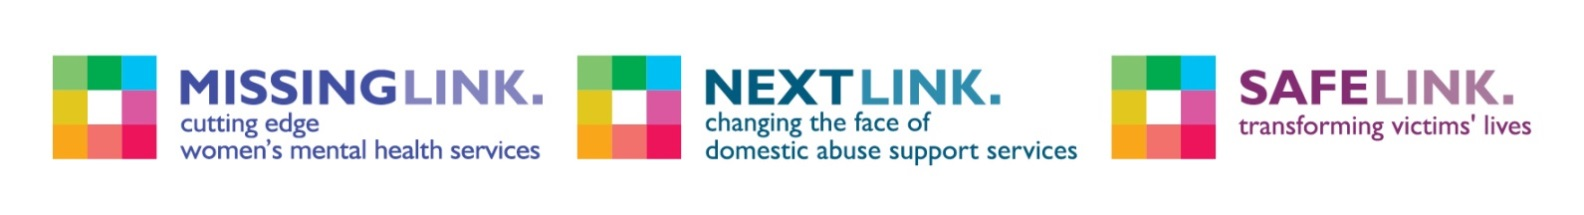 MISSINGLINK.
cutting edge
women's mental health services
NEXTLINK.
changing the face of
domestic abuse support services
SAFELINK.
transforming victims' lives